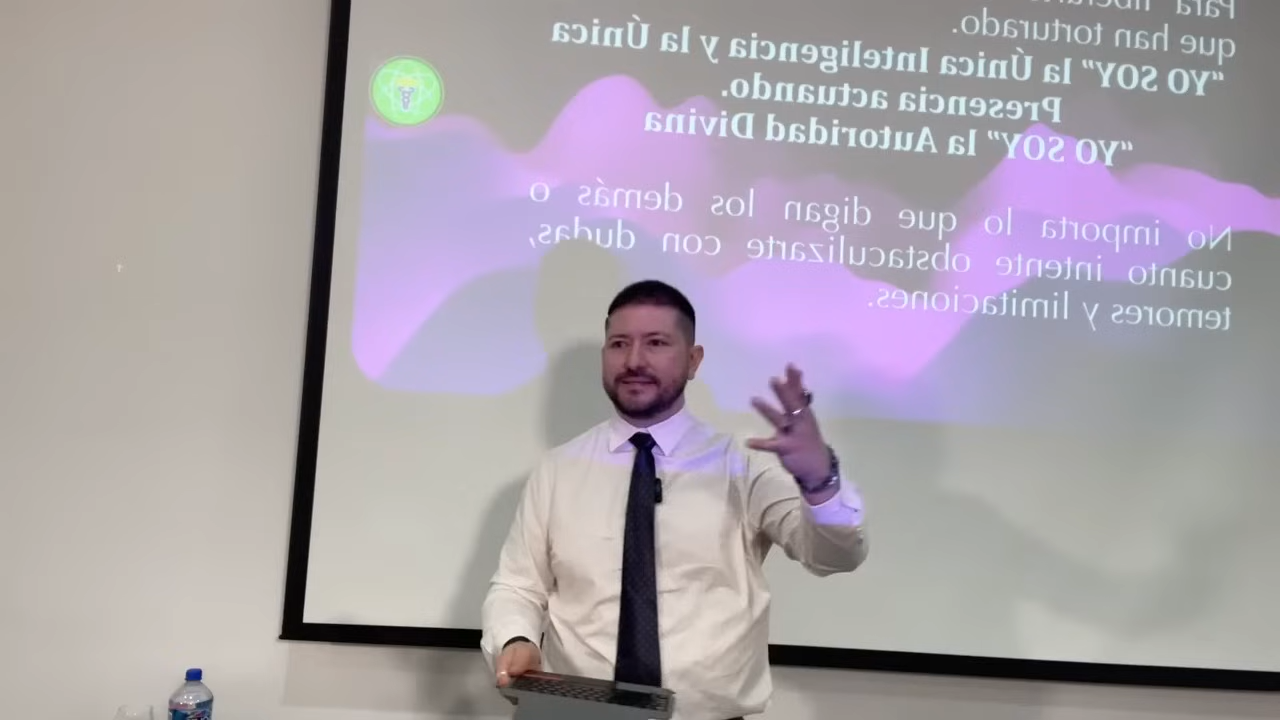 Para
que han torturado.
“YO SOY” la Única Inteligencia y la Única
Presencia actuando.
“YO SOY” la Autoridad Divina
No importa lo que digan los demás o
cuanto intente obstaculizarte con dudas,
temores y limitaciones.